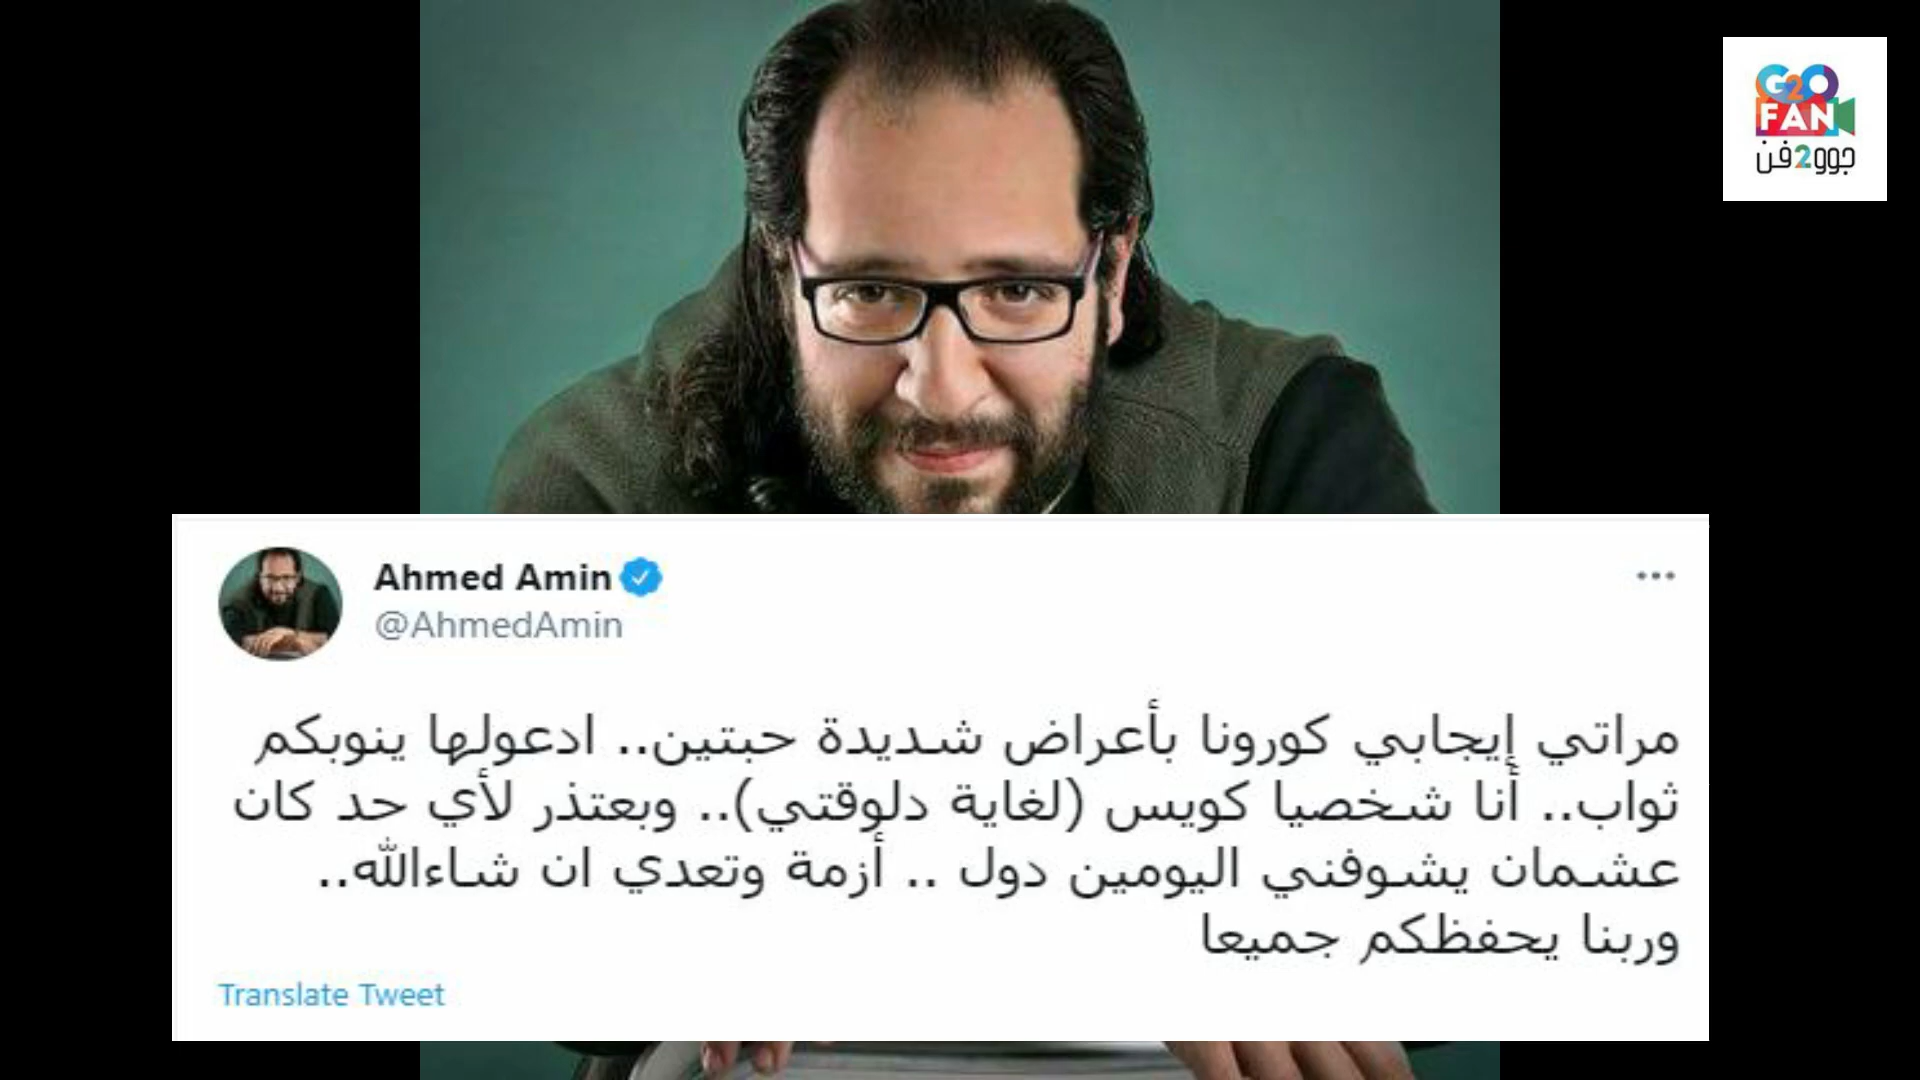 G2O
FAN
جوو2فن
Ahmed Amin
@AhmedAmin
مراتي إيجابي كورونا بأعراض شديدة حبتين.. ادعولها ينوبكم
ثواب.. أنا شخصيا كويس (لغاية دلوقتي).. وبعتذر لأي حد كان
عشمان يشوفني اليومين دول .. أزمة وتعدي ان شاءالله..
وربنا يحفظكم جميعا
Translate Tweet